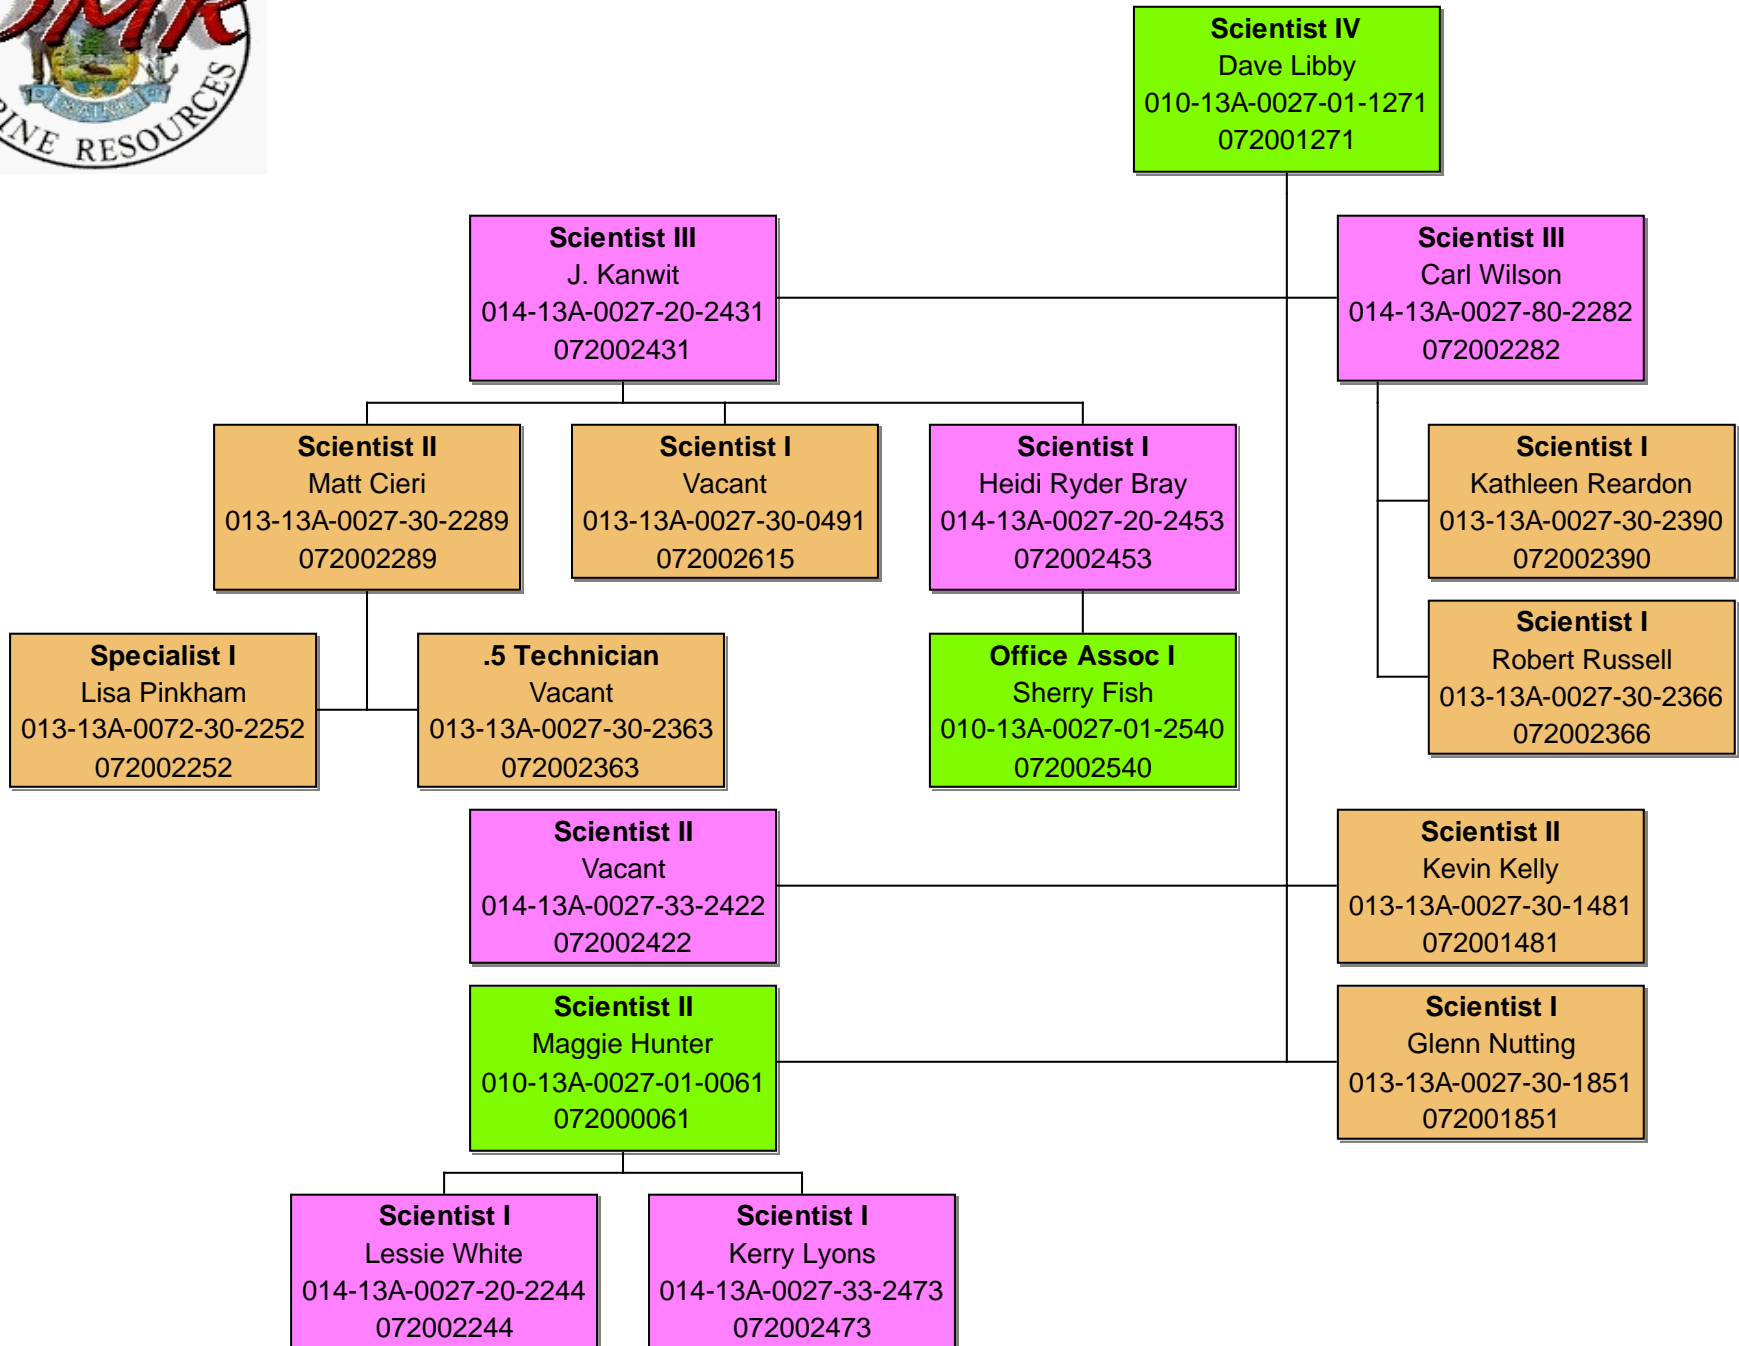 DMR
MAINE
RINE RESOURCES
Scientist IV
Dave Libby
010-13A-0027-01-1271
072001271
Scientist III
J. Kanwit
014-13A-0027-20-2431
072002431
Scientist III
Carl Wilson
014-13A-0027-80-2282
072002282
Scientist II
Matt Cieri
013-13A-0027-30-2289
072002289
Scientist I
Vacant
013-13A-0027-30-0491
072002615
Scientist I
Heidi Ryder Bray
014-13A-0027-20-2453
072002453
Scientist I
Kathleen Reardon
013-13A-0027-30-2390
072002390
Scientist I
Robert Russell
013-13A-0027-30-2366
072002366
Specialist I
Lisa Pinkham
013-13A-0072-30-2252
072002252
.5 Technician
Vacant
013-13A-0027-30-2363
072002363
Office Assoc I
Sherry Fish
010-13A-0027-01-2540
072002540
Scientist II
Vacant
014-13A-0027-33-2422
072002422
Scientist II
Kevin Kelly
013-13A-0027-30-1481
072001481
Scientist II
Maggie Hunter
010-13A-0027-01-0061
072000061
Scientist I
Glenn Nutting
013-13A-0027-30-1851
072001851
Scientist I
Lessie White
014-13A-0027-20-2244
072002244
Scientist I
Kerry Lyons
014-13A-0027-33-2473
072002473